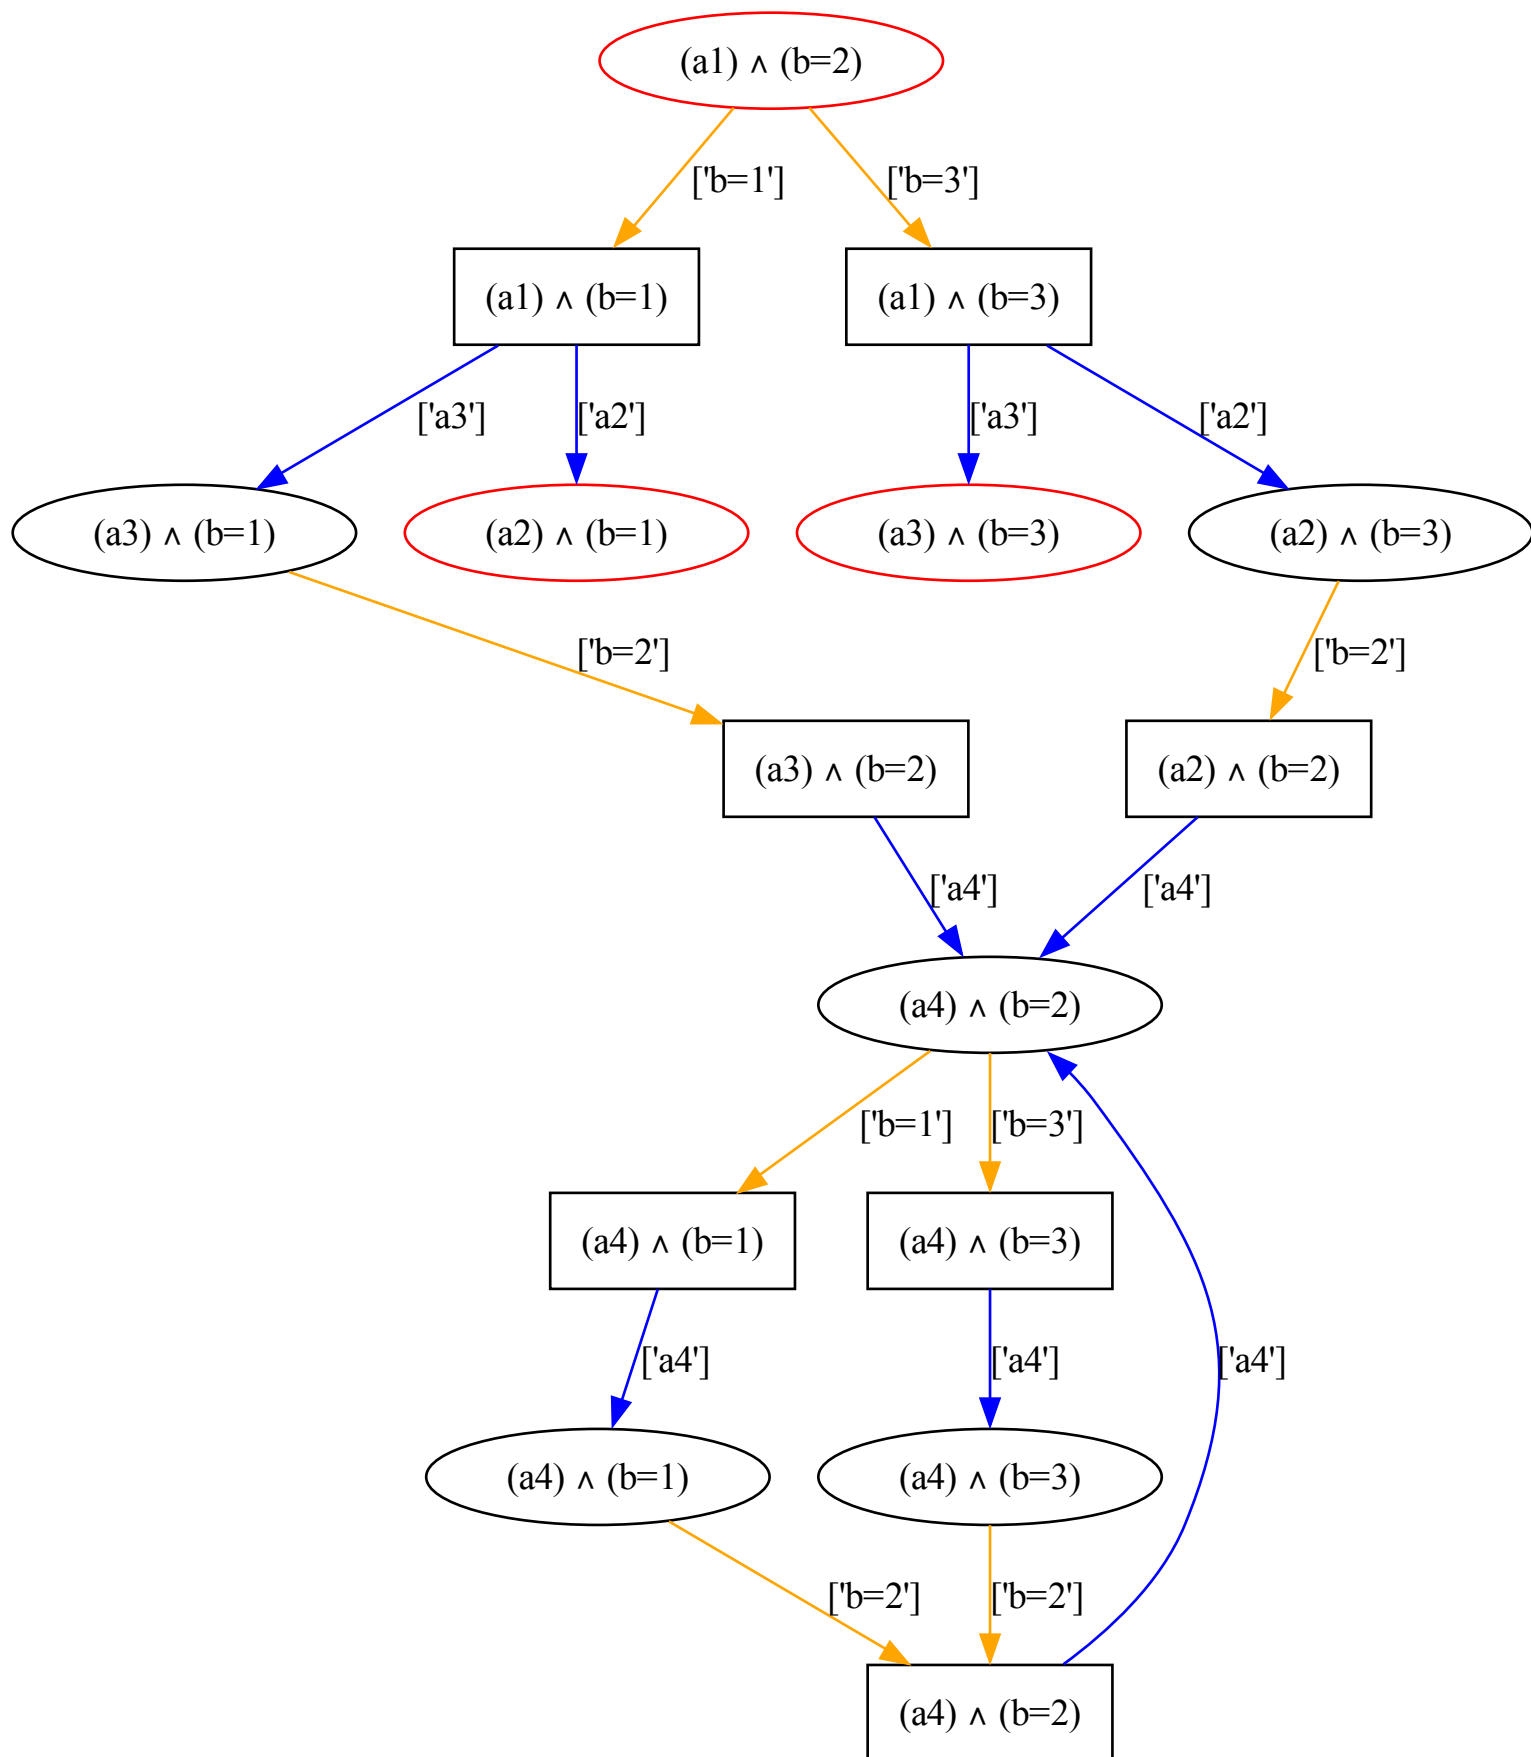 (a1) ∧ (b=2)
['b=1']
['b=3']
(a1) ∧ (b=1)
(a1) ∧ (b=3)
['a3']
['a2']
['a3']
['a2']
(a3) ∧ (b=1)
(a2) ∧ (b=1)
(a3) ∧ (b=3)
(a2) ∧ (b=3)
['b=2']
['b=2']
(a3) ∧ (b=2)
(a2) ∧ (b=2)
['a4']
['a4']
(a4) ∧ (b=2)
['b=1']
['b=3']
(a4) ∧ (b=1)
(a4) ∧ (b=3)
['a4']
['a4']
['a4']
(a4) ∧ (b=1)
(a4) ∧ (b=3)
['b=2']
['b=2']
(a4) ∧ (b=2)